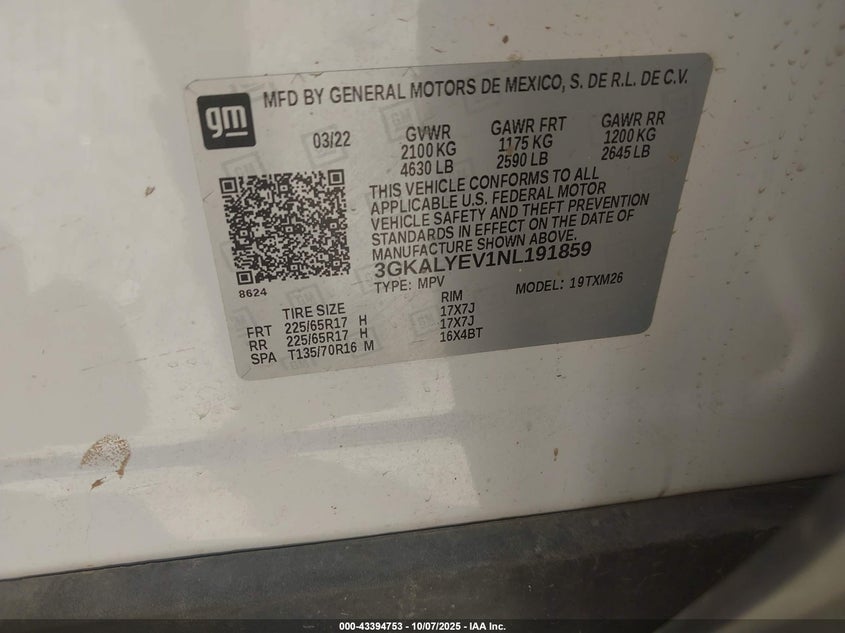 gm MFD BY GENERAL MOTORS DE MEXICO, S. DE R.L. DE C.V.
03/22
GVWR GAWR FRT GAWR RR
2100 KG 1175 KG 1200 KG
4630 LB 2590 LB 2645 LB
THIS VEHICLE CONFORMS TO ALL
APPLICABLE U.S. FEDERAL MOTOR
VEHICLE SAFETY AND THEFT PREVENTION
STANDARDS IN EFFECT ON THE DATE OF
MANUFACTURE SHOWN ABOVE.
3GKALYEV1NL191859
8624
TYPE: MPV MODEL: 19TXM26
TIRE SIZE RIM
FRT 225/65R17 H 17X7J
RR 225/65R17 H 17X7J
SPA T135/70R16 M 16X4BT
000-43394753 - 10/07/2025 - IAA Inc.